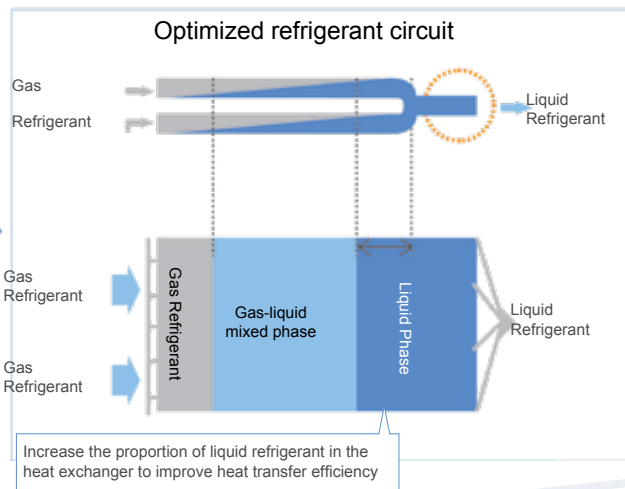 Optimized refrigerant circuit
Gas
Refrigerant
Liquid
Refrigerant
Gas
Refrigerant
Gas
Refrigerant
Gas Refrigerant
Gas-liquid
mixed phase
Liquid Phase
Liquid
Refrigerant
Increase the proportion of liquid refrigerant in the
heat exchanger to improve heat transfer efficiency